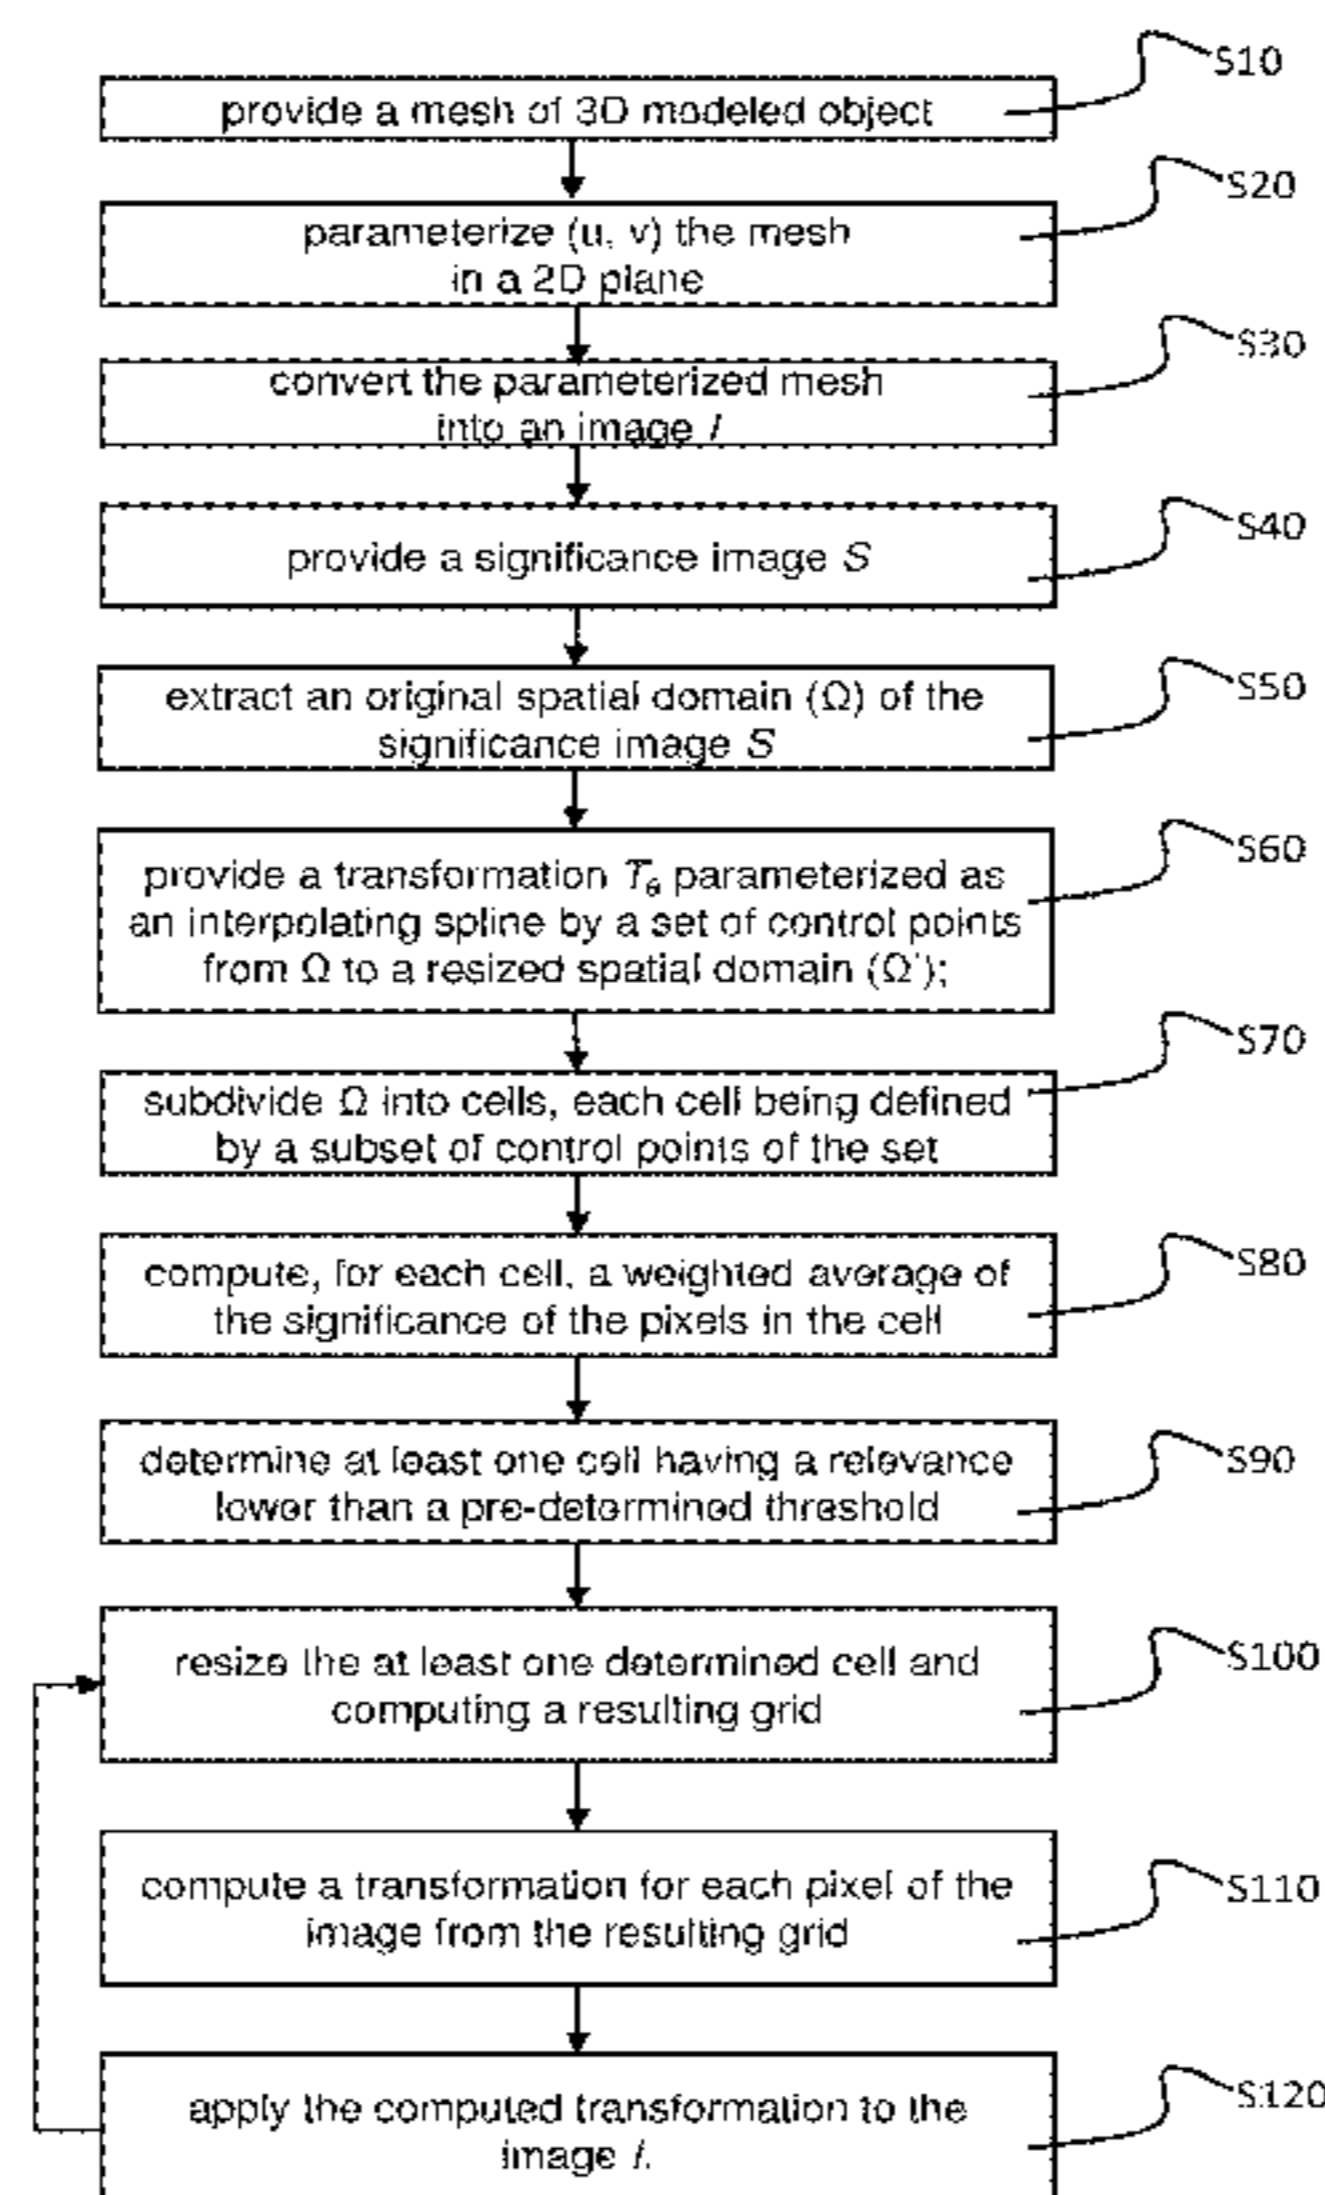 S10
provide a mesh of 3D modeled object
S20
parameterize (u, v) the mesh
in a 2D plane
S30
convert the parameterized mesh
into an image I
S40
provide a significance image S
S50
extract an original spatial domain (Ω) of the
significance image S
S60
provide a transformation Tθ parameterized as
an interpolating spline by a set of control points
from Ω to a resized spatial domain (Ω');
S70
subdivide Ω into cells, each cell being defined
by a subset of control points of the set
S80
compute, for each cell, a weighted average of
the significance of the pixels in the cell
S90
determine at least one cell having a relevance
lower than a pre-determined threshold
S100
resize the at least one determined cell and
computing a resulting grid
S110
compute a transformation for each pixel of the
image from the resulting grid
S120
apply the computed transformation to the
image I.